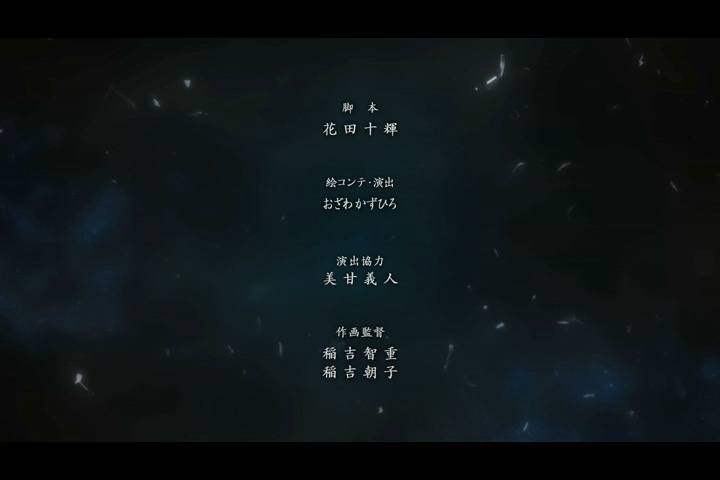 脚本
花田十輝
絵コンテ・演出
おざわかずひろ
演出協力
美甘義人
作画監督
稲吉智重
稲吉朝子